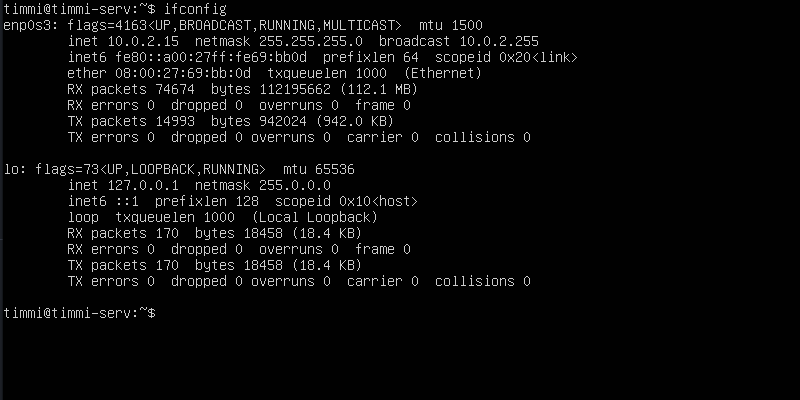 timmi@timmi-serv:~$ ifconfig
enp0s3: flags=4163<UP,BROADCAST,RUNNING,MULTICAST>  mtu 1500
        inet 10.0.2.15  netmask 255.255.255.0  broadcast 10.0.2.255
        inet6 fe80::a00:27ff:fe69:bb0d  prefixlen 64  scopeid 0x20<link>
        ether 08:00:27:69:bb:0d  txqueuelen 1000  (Ethernet)
        RX packets 74674  bytes 112195662 (112.1 MB)
        RX errors 0  dropped 0  overruns 0  frame 0
        TX packets 14993  bytes 942024 (942.0 KB)
        TX errors 0  dropped 0 overruns 0  carrier 0  collisions 0

lo: flags=73<UP,LOOPBACK,RUNNING>  mtu 65536
        inet 127.0.0.1  netmask 255.0.0.0
        inet6 ::1  prefixlen 128  scopeid 0x10<host>
        loop  txqueuelen 1000  (Local Loopback)
        RX packets 170  bytes 18458 (18.4 KB)
        RX errors 0  dropped 0  overruns 0  frame 0
        TX packets 170  bytes 18458 (18.4 KB)
        TX errors 0  dropped 0 overruns 0  carrier 0  collisions 0

timmi@timmi-serv:~$